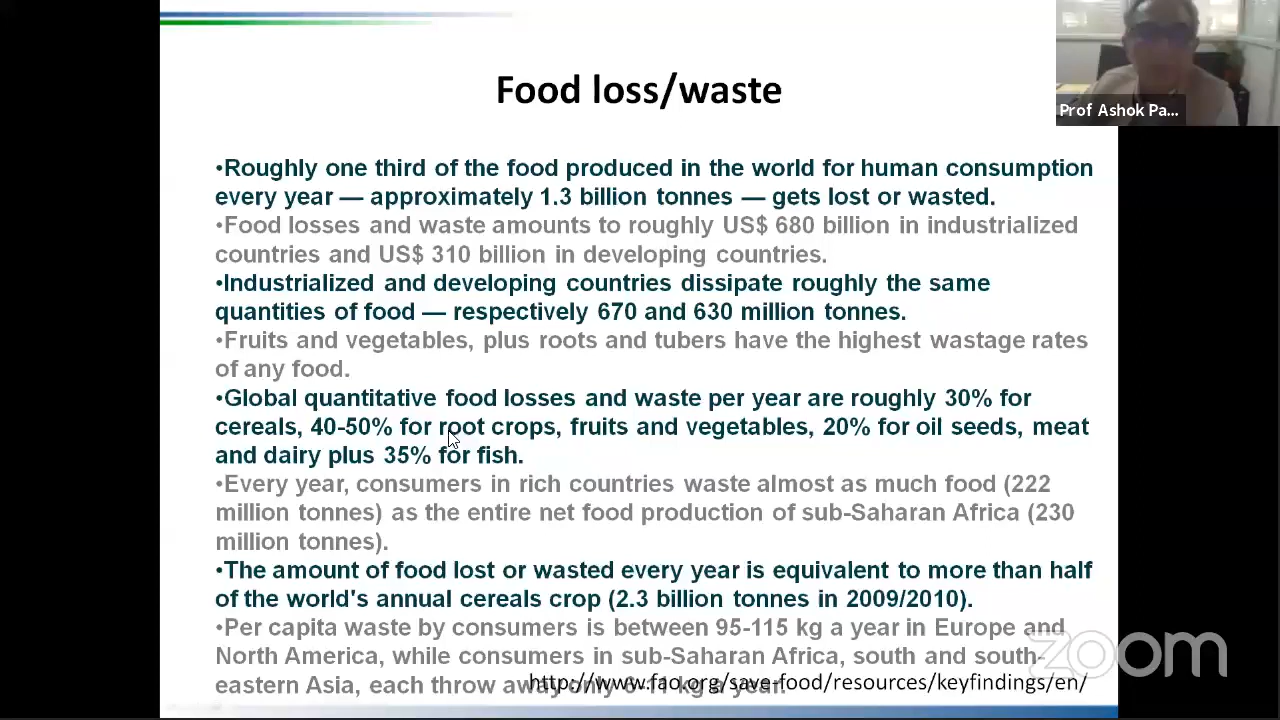 Food loss/waste
Prof Ashok Pa...
•Roughly one third of the food produced in the world for human consumption
every year — approximately 1.3 billion tonnes — gets lost or wasted.
•Food losses and waste amounts to roughly US$ 680 billion in industrialized
countries and US$ 310 billion in developing countries.
•Industrialized and developing countries dissipate roughly the same
quantities of food — respectively 670 and 630 million tonnes.
•Fruits and vegetables, plus roots and tubers have the highest wastage rates
of any food.
•Global quantitative food losses and waste per year are roughly 30% for
cereals, 40-50% for root crops, fruits and vegetables, 20% for oil seeds, meat
and dairy plus 35% for fish.
•Every year, consumers in rich countries waste almost as much food (222
million tonnes) as the entire net food production of sub-Saharan Africa (230
million tonnes).
•The amount of food lost or wasted every year is equivalent to more than half
of the world's annual cereals crop (2.3 billion tonnes in 2009/2010).
•Per capita waste by consumers is between 95-115 kg a year in Europe and
North America, while consumers in sub-Saharan Africa, south and south-
eastern Asia, each throw away only kg a year.
http://www.fao.org/save-food/resources/keyfindings/en/
zoom